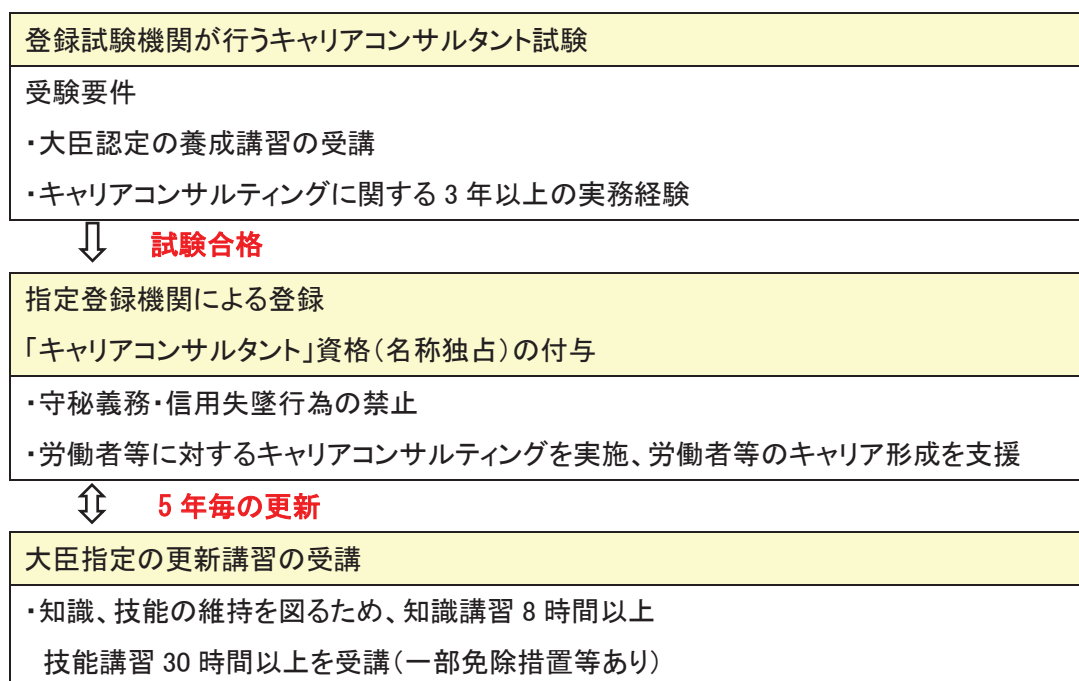 登録試験機関が行うキャリアコンサルタント試験
受験要件
・大臣認定の養成講習の受講
・キャリアコンサルティングに関する 3 年以上の実務経験
試験合格
指定登録機関による登録
「キャリアコンサルタント」資格（名称独占）の付与
・守秘義務・信用失墜行為の禁止
・労働者等に対するキャリアコンサルティングを実施、労働者等のキャリア形成を支援
5 年毎の更新
大臣指定の更新講習の受講
・知識、技能の維持を図るため、知識講習 8 時間以上
技能講習 30 時間以上を受講（一部免除措置等あり）